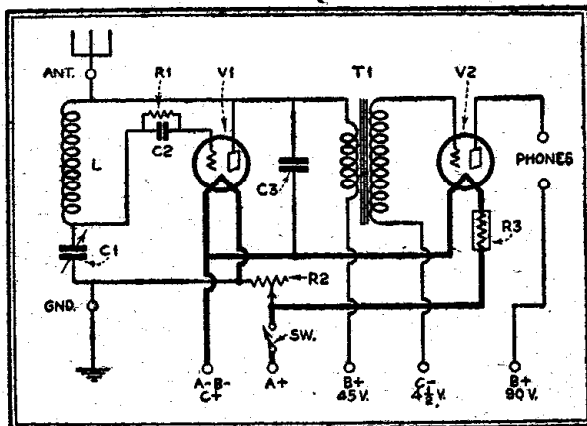 ANT.
R1
V1
T1
V2
L
C2
C3
PHONES
C1
R3
R2
GND.
SW.
A-B-
C+
A+
B+
45 V.
C-
4½ V.
B+
90 V.